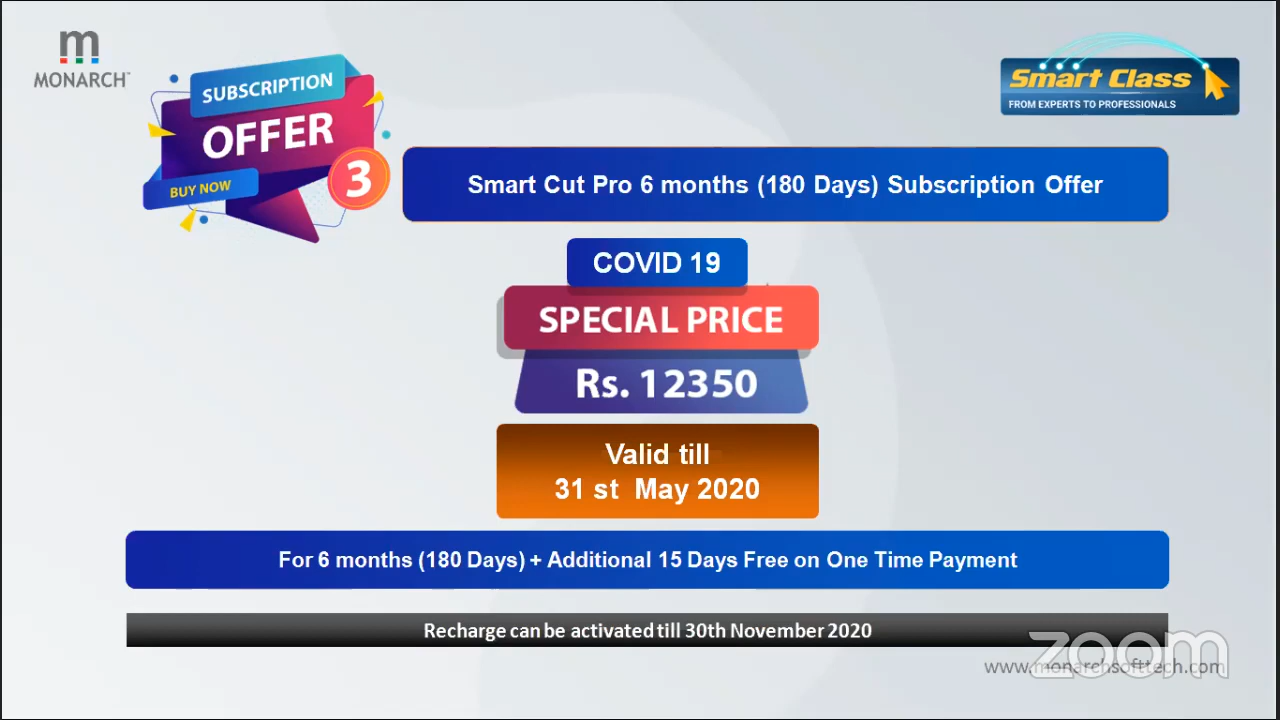 MONARCH™
SUBSCRIPTION
OFFER
BUY NOW
3
Smart Class
FROM EXPERTS TO PROFESSIONALS
Smart Cut Pro 6 months (180 Days) Subscription Offer
COVID 19
SPECIAL PRICE
Rs. 12350
Valid till
31 st May 2020
For 6 months (180 Days) + Additional 15 Days Free on One Time Payment
Recharge can be activated till 30th November 2020
zoom
www.monarchsofttech.com